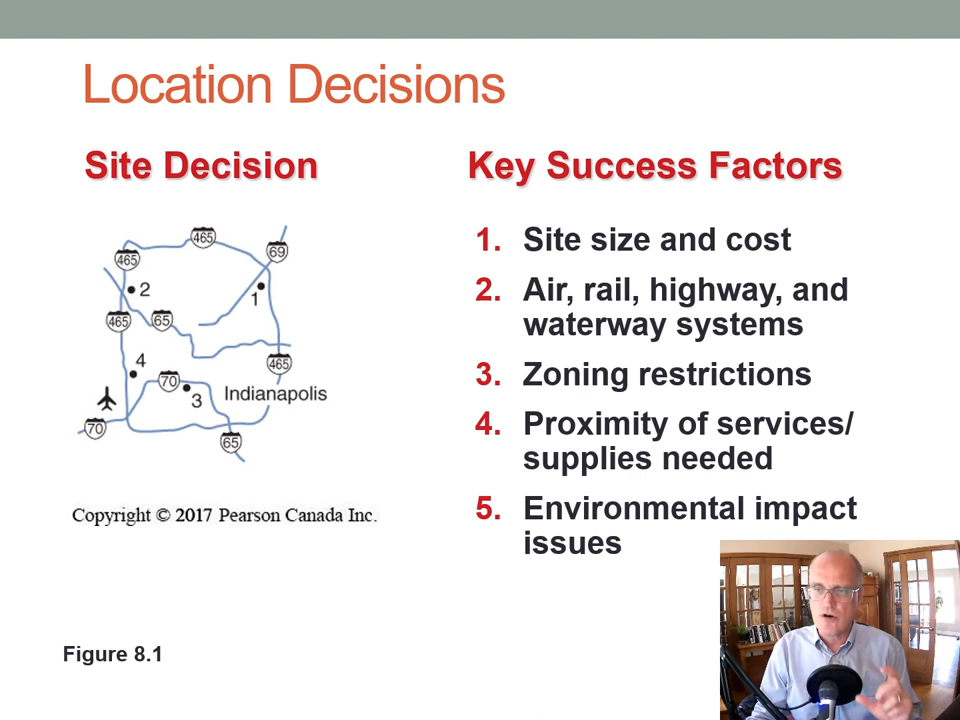 Location Decisions
Site Decision
Key Success Factors
465
69
465
2
1
465
65
4
465
70
Indianapolis
3
70
65
1. Site size and cost
2. Air, rail, highway, and
waterway systems
3. Zoning restrictions
4. Proximity of services/
supplies needed
5. Environmental impact
issues
Copyright © 2017 Pearson Canada Inc.
Figure 8.1